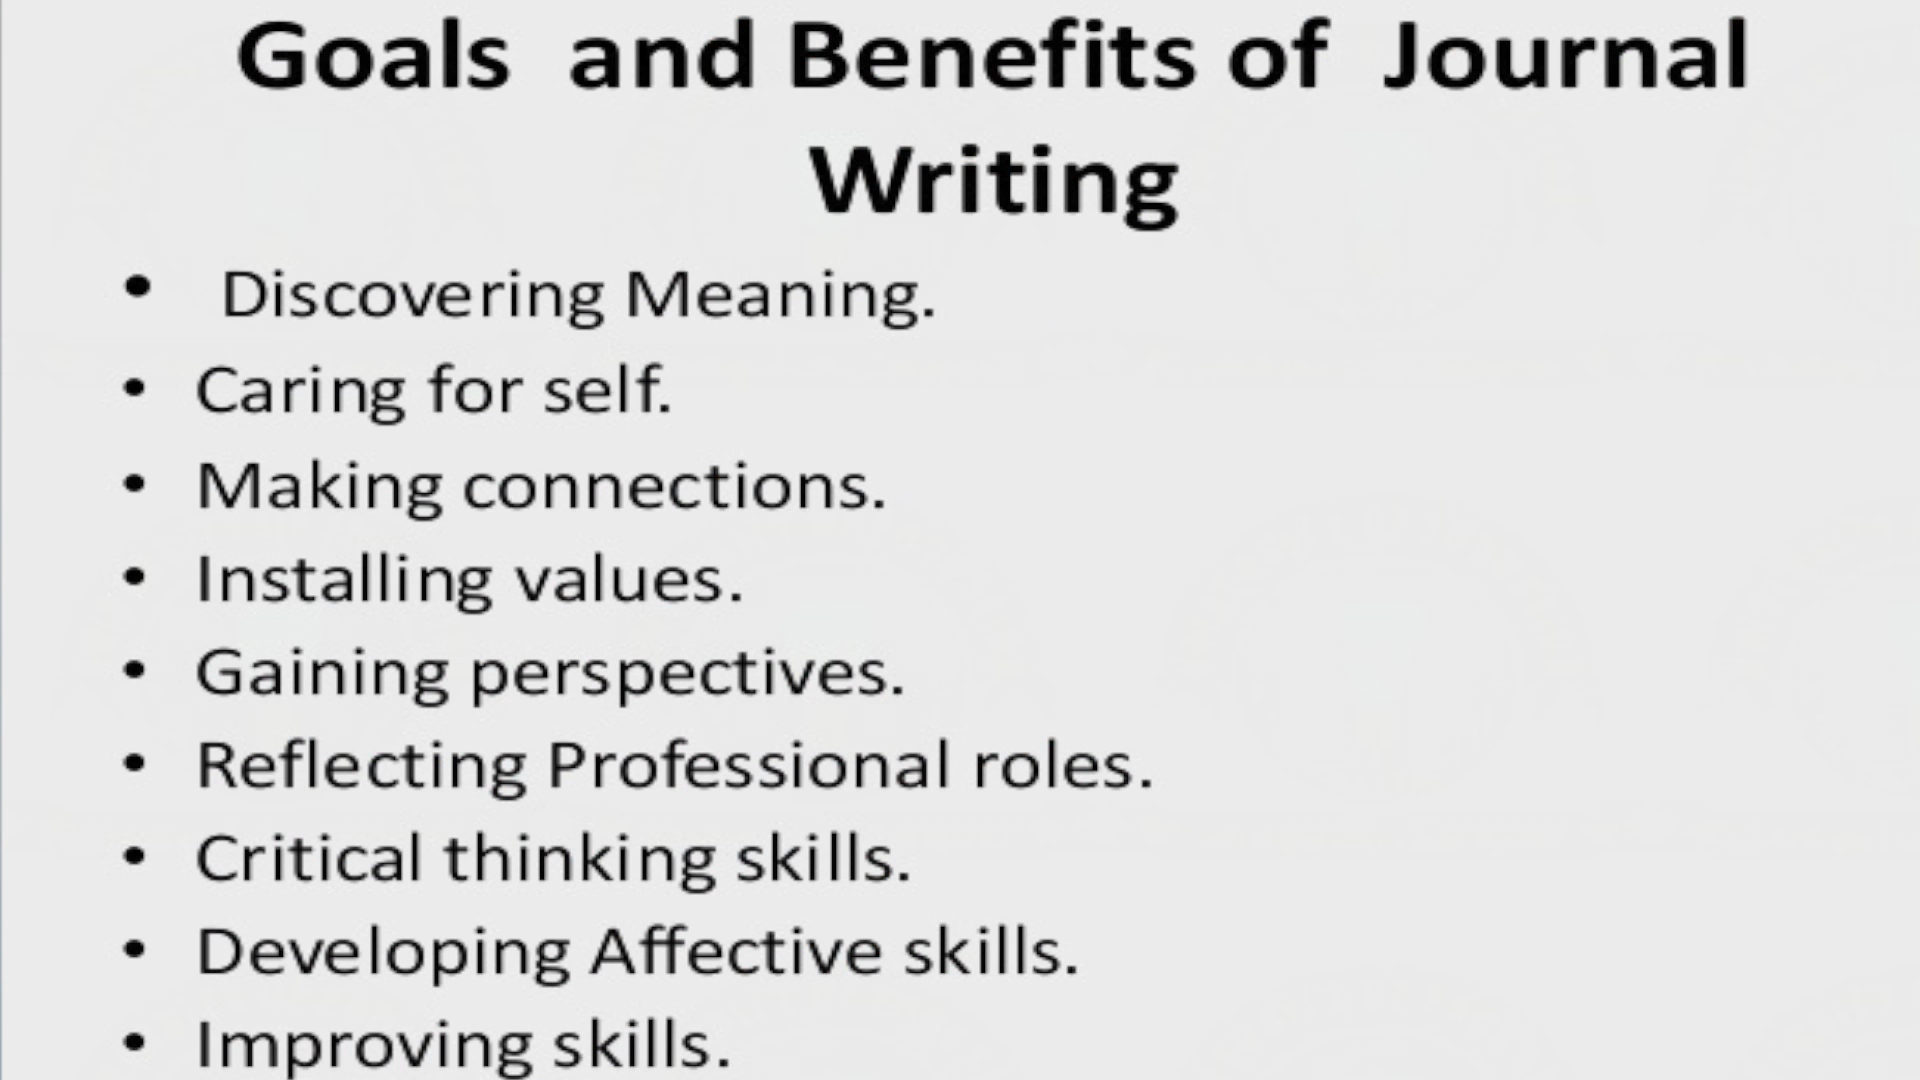 Goals and Benefits of Journal
Writing
• Discovering Meaning.
• Caring for self.
• Making connections.
• Installing values.
• Gaining perspectives.
• Reflecting Professional roles.
• Critical thinking skills.
• Developing Affective skills.
• Improving skills.